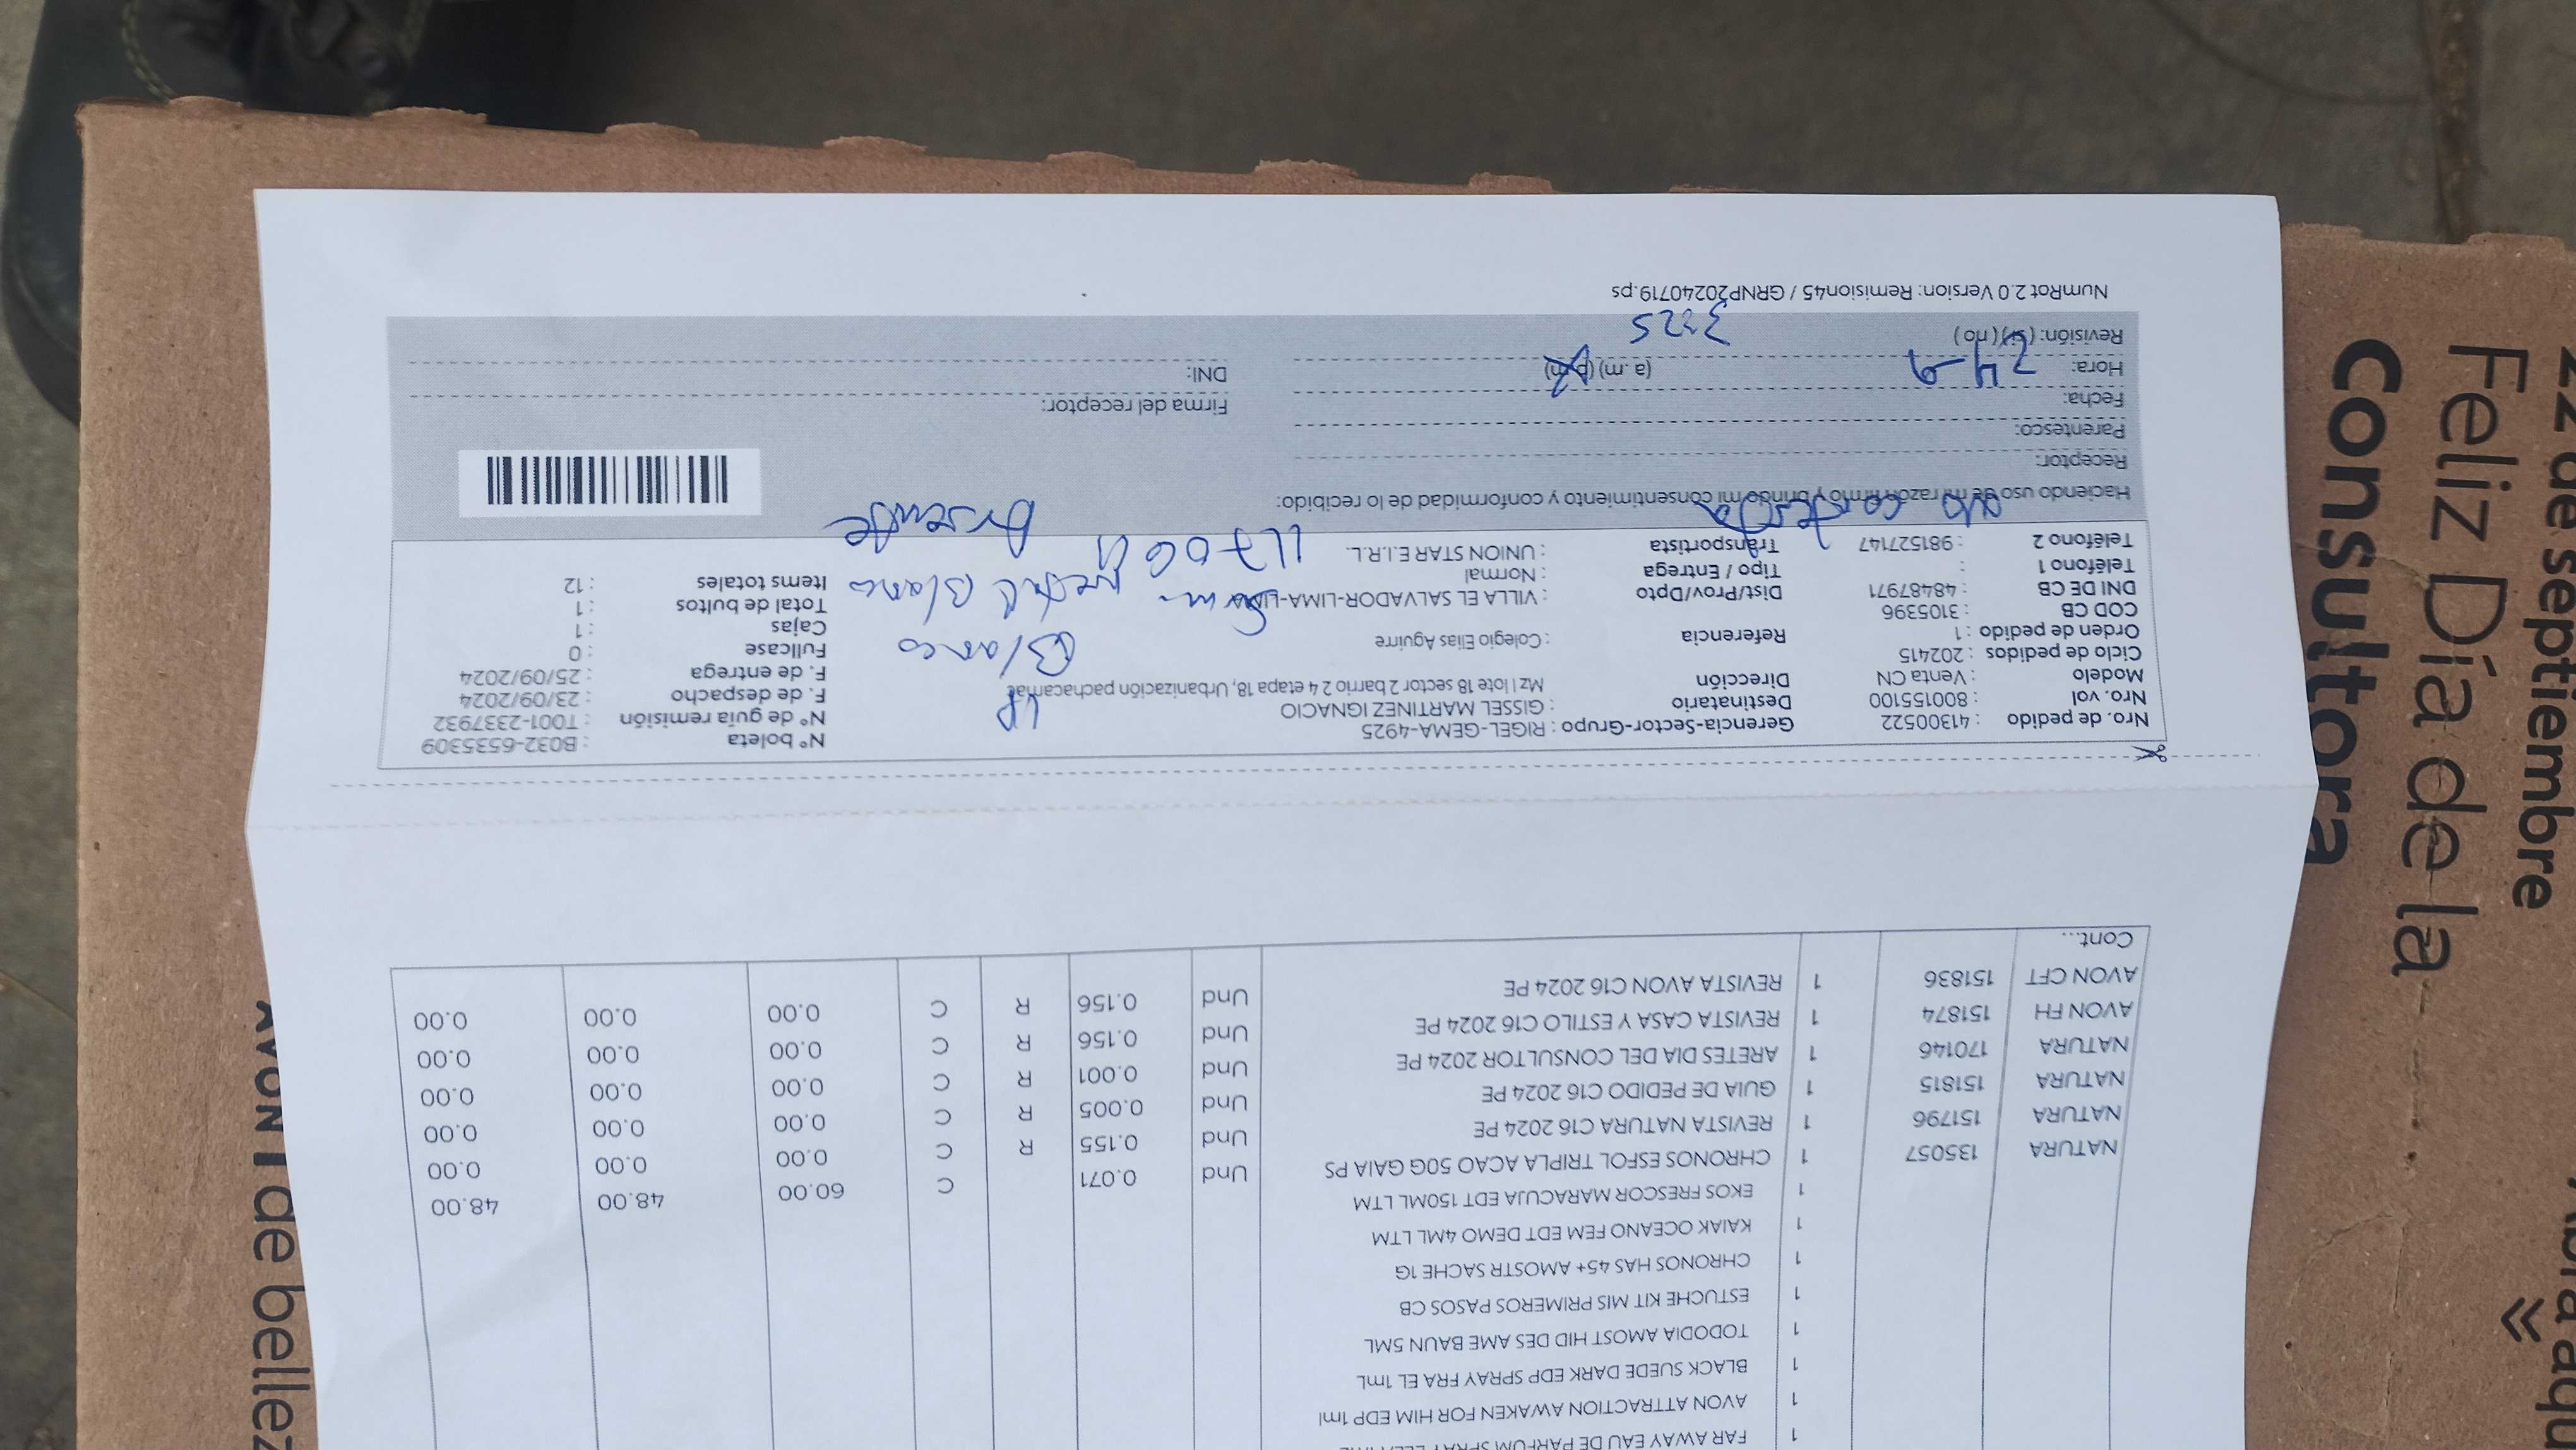 FAR AWAY EAU DE PARFUM SPRAY
1
AVON ATTRACTION AWAKEN FOR HIM EDP 1ml
1
BLACK SUEDE DARK EDP SPRAY FRA EL 1mL
1
TODODIA AMOST HID DES AME BAUN 5ML
1
ESTUCHE KIT MIS PRIMEROS PASOS CB
1
CHRONOS HAS 45+ AMOSTR SACHE 1G
1
KAIAK OCEANO FEM EDT DEMO 4ML LTM
1
EKOS FRESCOR MARACUJA EDT 150ML LTM
1
NATURA 135057 1 CHRONOS ESFOL TRIPLA ACAO 50G GAIA PS Und 0.071 C 60.00 48.00 48.00
NATURA 151796 1 REVISTA NATURA C16 2024 PE Und 0.155 R C 0.00 0.00 0.00
NATURA 151815 1 GUIA DE PEDIDO C16 2024 PE Und 0.005 R C 0.00 0.00 0.00
NATURA 170146 1 ARETES DIA DEL CONSULTOR 2024 PE Und 0.001 R C 0.00 0.00 0.00
AVON FH 151874 1 REVISTA CASA Y ESTILO C16 2024 PE Und 0.156 R C 0.00 0.00 0.00
AVON CFT 151836 1 REVISTA AVON C16 2024 PE Und 0.156 R C 0.00 0.00 0.00
Cont...
Nro. de pedido : 41300522
Nro. vol : 800155100
Modelo : Venta CN
Ciclo de pedidos : 202415
Orden de pedido : 1
COD CB : 3105396
DNI DE CB : 48487971
Teléfono 1 :
Teléfono 2 : 981527147
Gerencia-Sector-Grupo : RIGEL-GEMA-4925
Destinatario : GISSEL MARTINEZ IGNACIO
Dirección Mz I lote 18 sector 2 barrio 2 4 etapa 18, Urbanización pachacamac
Referencia : Colegio Elias Aguirre
Dist/Prov/Dpto : VILLA EL SALVADOR-LIMA-LIMA
Tipo / Entrega : Normal
Transportista : UNION STAR E.I.R.L.
N° boleta : B032-6535309
N° de guía remisión : T001-2337932
F. de despacho : 23/09/2024
F. de entrega : 25/09/2024
Fullcase : 0
Cajas : 1
Total de bultos : 1
Items totales : 12
Blanco
Blanco
No contesta
Ausente
Haciendo uso de mi razón firmo y brindo mi consentimiento y conformidad de lo recibido:
Receptor:
Parentesco:
Fecha:
24-9
Hora: (a. m) (p. m)
3:25
Revisión: ( si ) ( no )
Firma del receptor:
DNI:
NumRot 2.0 Version: Remision45 / GRNP20240719.ps
de septiembre
Feliz Día de la
Consultora
AVON
de bellez
Abra aqu